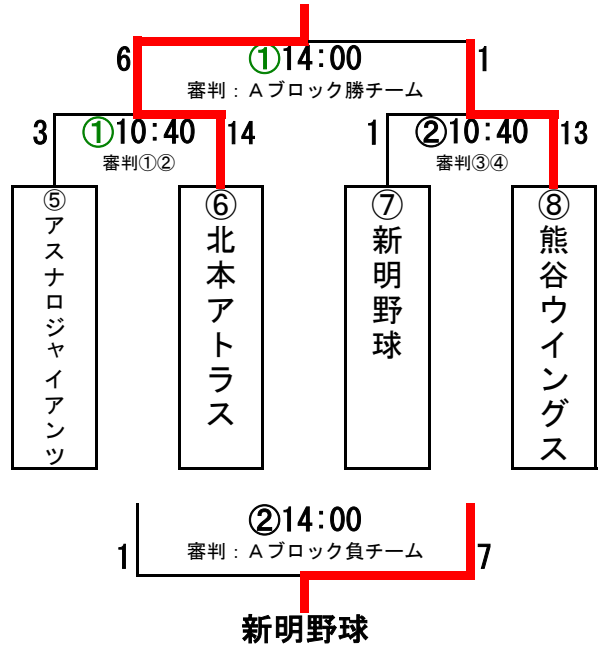 6 ①14:00 1
審判：Aブロック勝チーム
3 ①10:40 14
審判①②
1 ②10:40 13
審判③④
⑤アスナロジャイアンツ
⑥北本アトラス
⑦新明野球
⑧熊谷ウイングス
②14:00
審判：Aブロック負チーム
1 7
新明野球